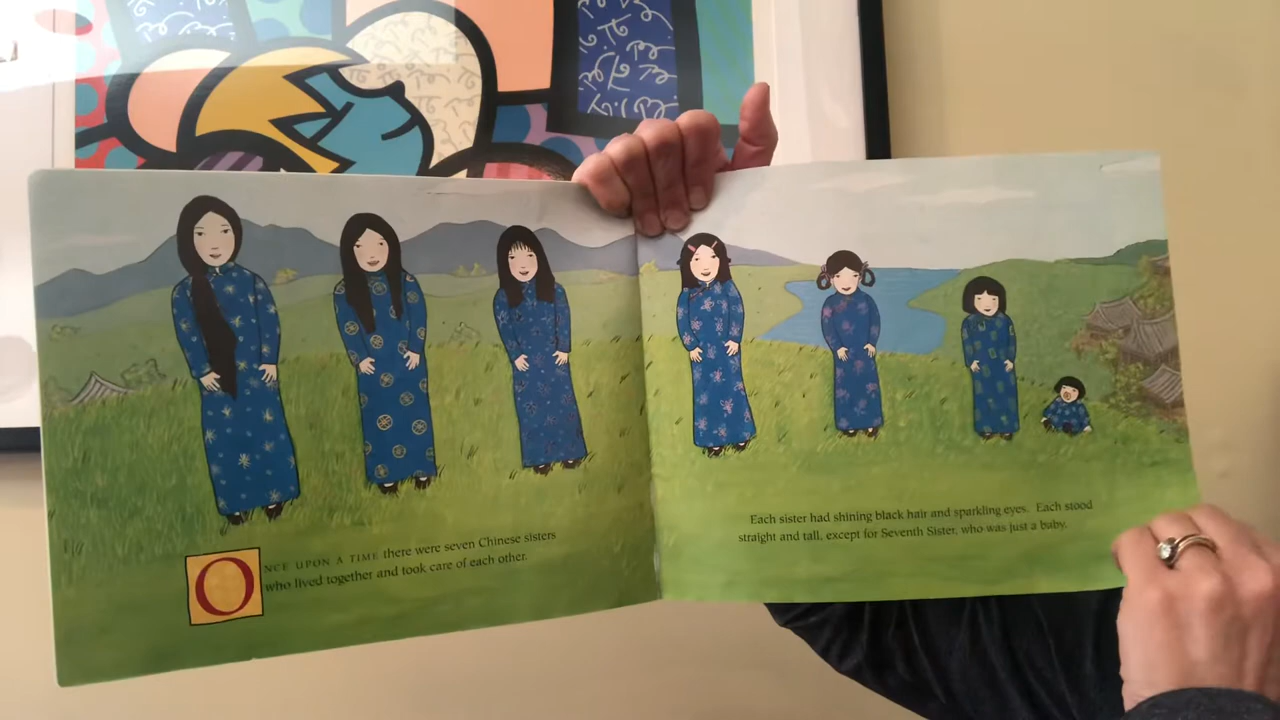 ONCE UPON A TIME there were seven Chinese sisters
who lived together and took care of each other.
Each sister had shining black hair and sparkling eyes. Each stood
straight and tall, except for Seventh Sister, who was just a baby.